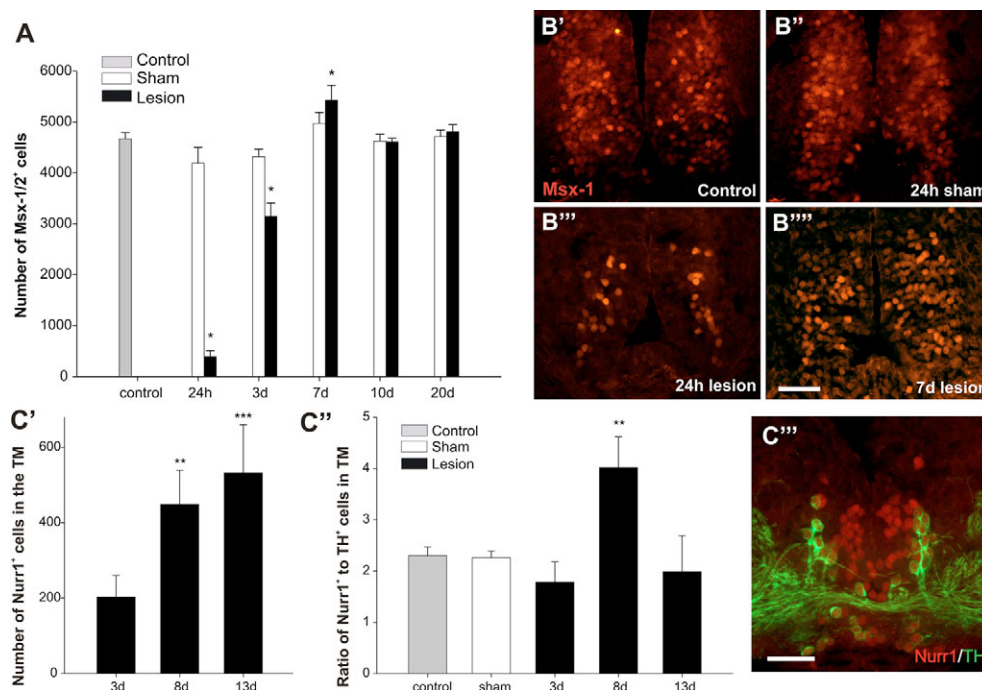 A
Control
Sham
Lesion
Number of Msx-1/2⁺ cells
6000
5000
4000
3000
2000
1000
0
*
*
*
control 24h 3d 7d 10d 20d
B'
Msx-1
Control
B''
24h sham
B'''
24h lesion
B''''
7d lesion
C'
Number of Nurr1⁺ cells in the TM
600
400
200
0
**
***
3d 8d 13d
C''
Control
Sham
Lesion
Ratio of Nurr1⁺ to TH⁺ cells in TM
5
4
3
2
1
0
**
control sham 3d 8d 13d
C'''
Nurr1/TH